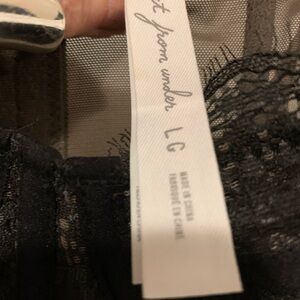 from under
LG
MADE IN CHINA
FABRIQUÉ EN CHINE